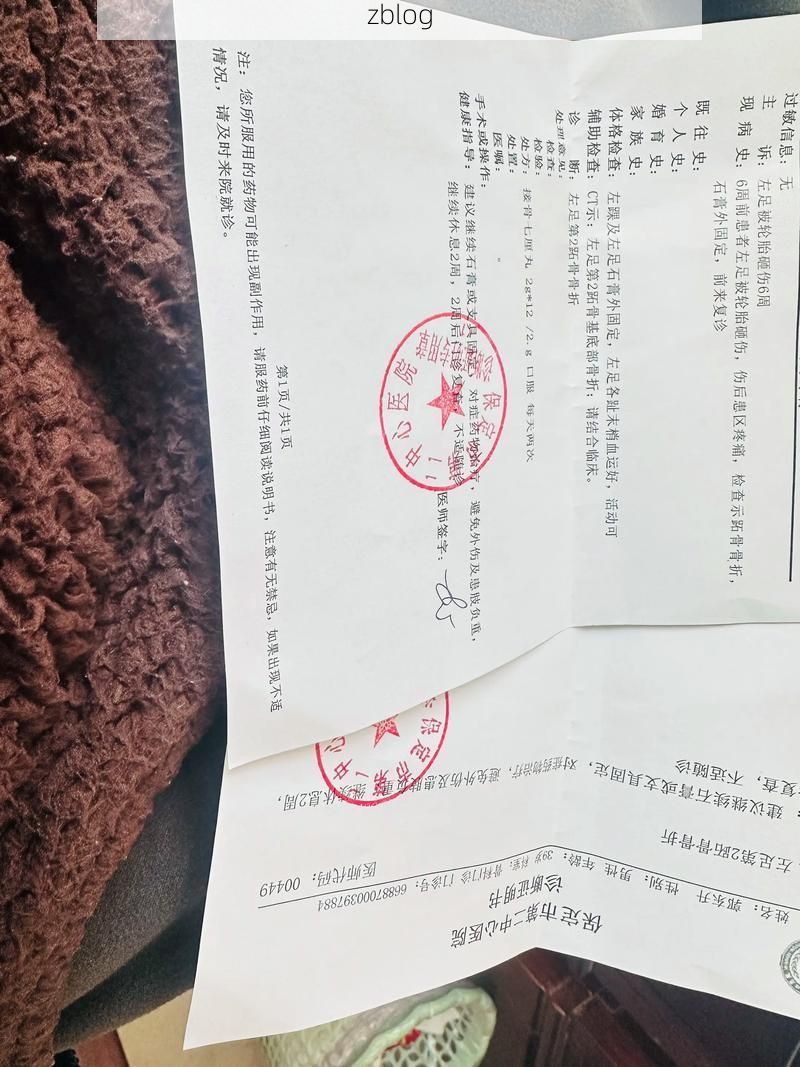 zblog
过敏信息：无
主　诉：左足被轮胎砸伤6周
现 病 史：6周前患者左足被轮胎砸伤，伤后患区疼痛，检查示跖骨骨折，
石膏外固定，前来复诊
既往史：
个人史：
婚育史：
家族史：
体格检查：左踝及左足石膏外固定，左足各趾末梢血运好，活动可
辅助检查：CT示：左足第2跖骨基底部骨折；请结合临床。
诊　断：左足第2跖骨骨折
处理意见：
检查：
检验：
处方：接骨七厘丸 2g*12 /2.g 口服 每天两次
处置：
医嘱：。
手术或操作：
健康指导：建议继续石膏或支具固定，对症药物治疗，避免外伤及患肢负重，
继续休息2周，2周后门诊复查，不适随诊
医师签字：
第1页/共1页
注：您所服用的药物可能出现副作用，请服药前仔细阅读说明书，注意有无禁忌，如果出现不适
情况，请及时来院就诊。
保定市第二中心医院
诊断证明书
姓名：郭东升 性别：男性 年龄：39岁 科室：骨科门诊 门诊号：66887000397884
左足第2跖骨骨折
建议继续石膏或支具固定，对症药物治疗，避免外伤及患肢负重，继续休息2周，
复查，不适随诊
医师代码：00449